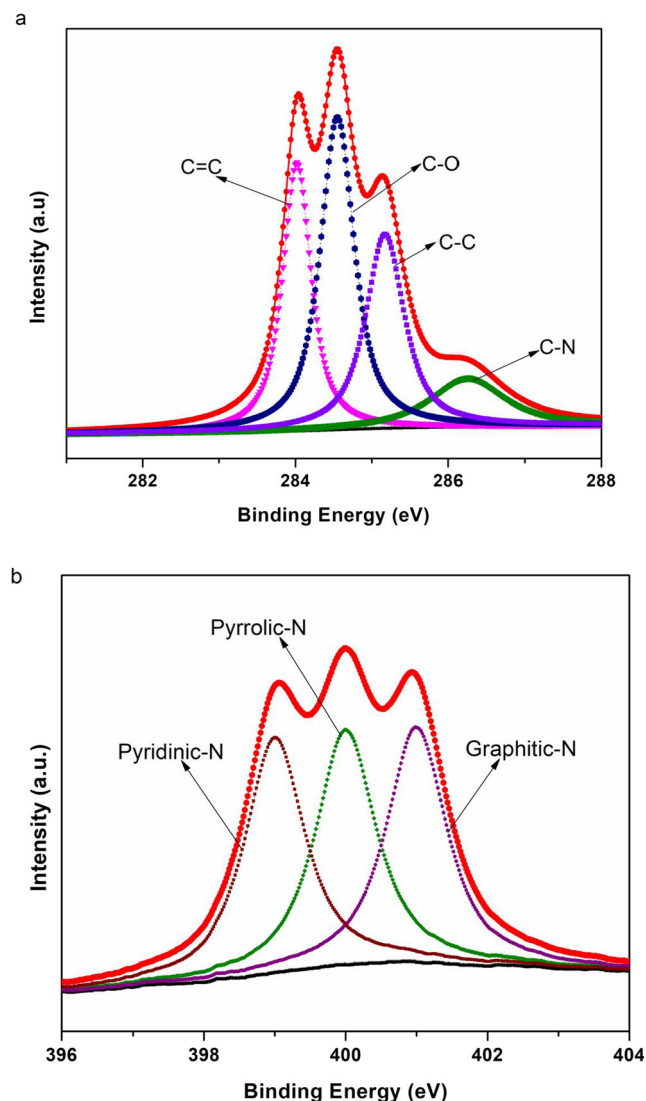 a
C=C
C-O
C-C
C-N
Intensity (a.u)
282
284
286
288
Binding Energy (eV)
b
Pyrrolic-N
Pyridinic-N
Graphitic-N
Intensity (a.u.)
396
398
400
402
404
Binding Energy (eV)